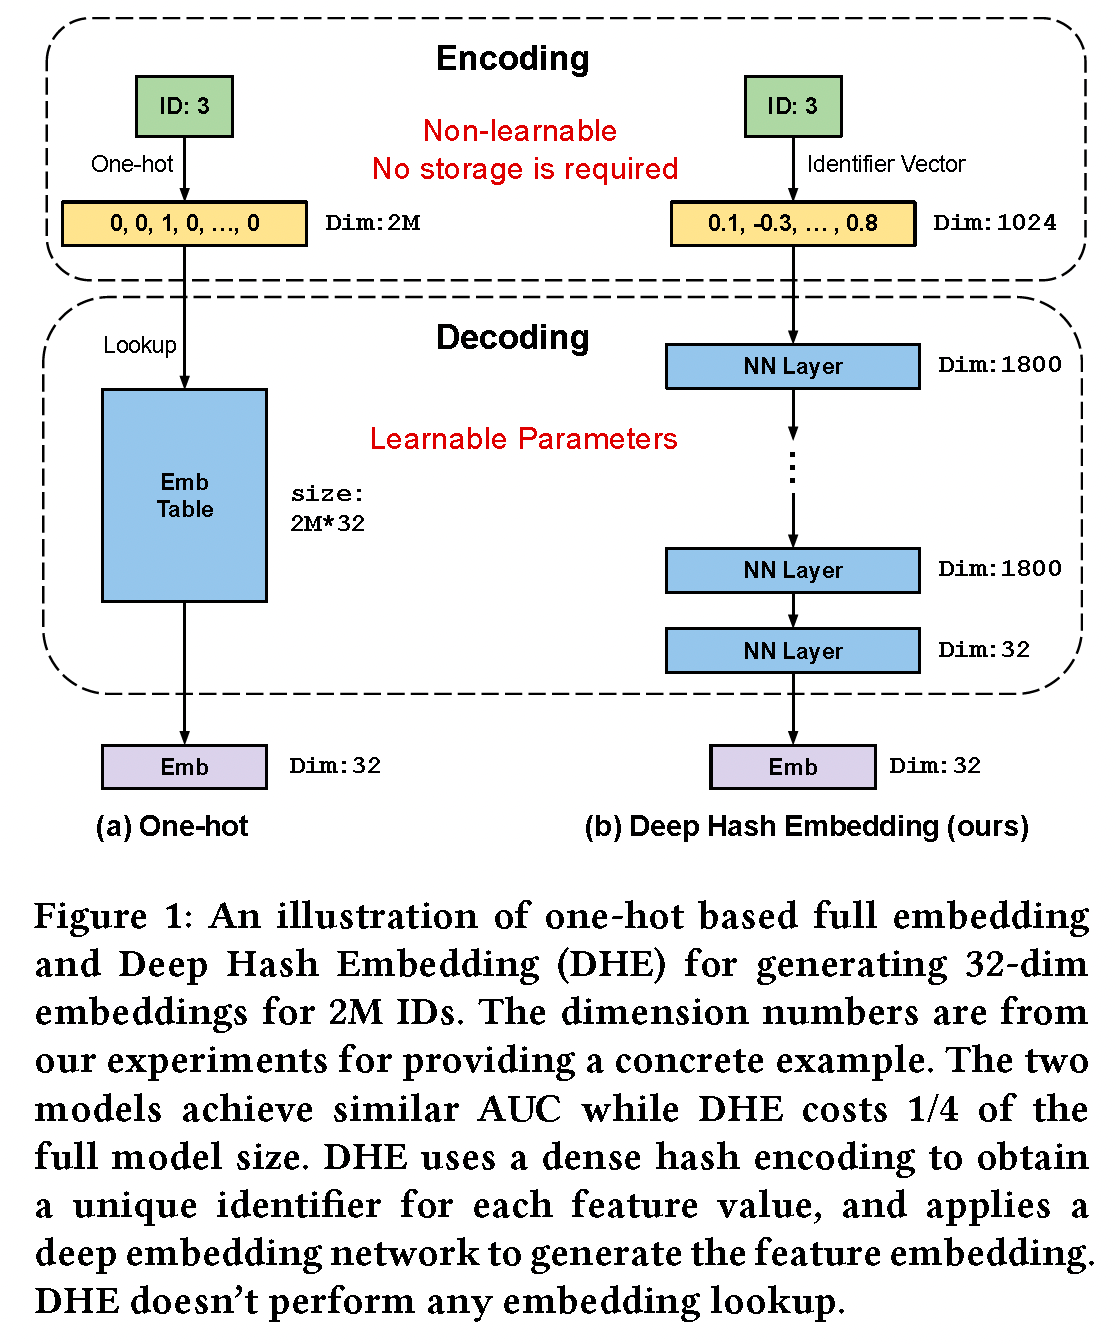 Encoding
ID: 3
ID: 3
Non-learnable
No storage is required
One-hot
Identifier Vector
0, 0, 1, 0, ..., 0
Dim:2M
0.1, -0.3, ... , 0.8
Dim:1024
Decoding
Lookup
NN Layer
Dim:1800
Learnable Parameters
Emb
Table
size:
2M*32
NN Layer
Dim:1800
NN Layer
Dim:32
Emb
Dim:32
Emb
Dim:32
(a) One-hot
(b) Deep Hash Embedding (ours)
Figure 1: An illustration of one-hot based full embedding
and Deep Hash Embedding (DHE) for generating 32-dim
embeddings for 2M IDs. The dimension numbers are from
our experiments for providing a concrete example. The two
models achieve similar AUC while DHE costs 1/4 of the
full model size. DHE uses a dense hash encoding to obtain
a unique identifier for each feature value, and applies a
deep embedding network to generate the feature embedding.
DHE doesn't perform any embedding lookup.